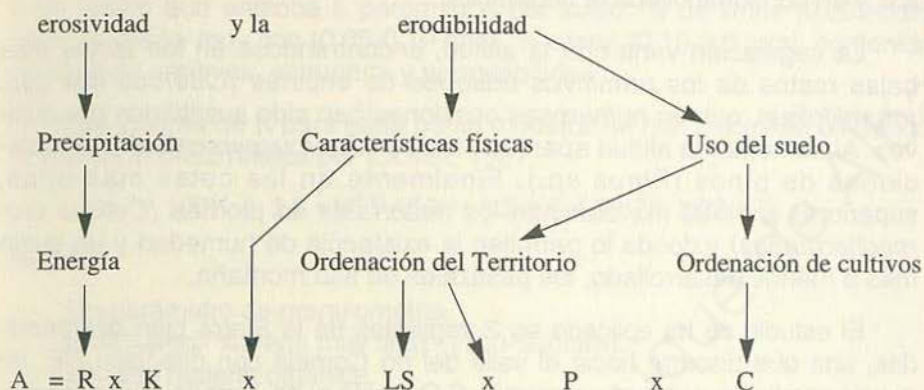 erosividad y la erodibilidad
Precipitación Características físicas Uso del suelo
Energía Ordenación del Territorio Ordenación de cultivos
A = R x K x LS x P x C